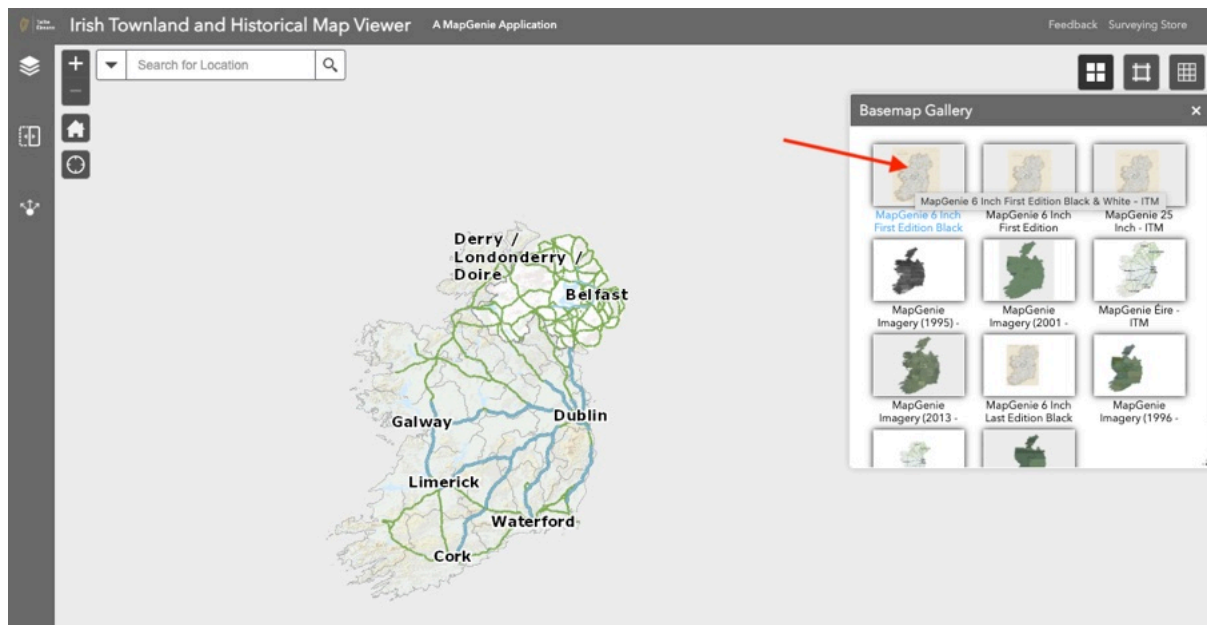 Irish Townland and Historical Map Viewer
A MapGenie Application
Feedback
Surveying Store
Search for Location
Basemap Gallery
MapGenie 6 Inch First Edition Black & White - ITM
MapGenie 6 Inch
First Edition Black
MapGenie 6 Inch
First Edition
MapGenie 25
Inch - ITM
MapGenie
Imagery (1995) -
MapGenie
Imagery (2001 -
MapGenie Éire -
ITM
MapGenie
Imagery (2013 -
MapGenie 6 Inch
Last Edition Black
MapGenie
Imagery (1996 -
Derry /
Londonderry /
Doire
Belfast
Galway
Dublin
Limerick
Waterford
Cork